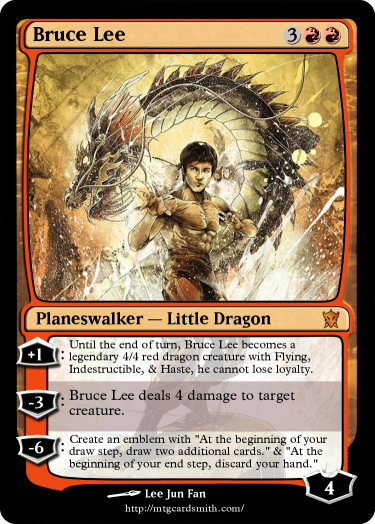 Bruce Lee 3
Planeswalker — Little Dragon
+1: Until the end of turn, Bruce Lee becomes a
legendary 4/4 red dragon creature with Flying,
Indestructible, & Haste, he cannot lose loyalty.
-3: Bruce Lee deals 4 damage to target
creature.
-6: Create an emblem with "At the beginning of your
draw step, draw two additional cards." & "At
the beginning of your end step, discard your hand."
4
Lee Jun Fan
http://mtgcardsmith.com/